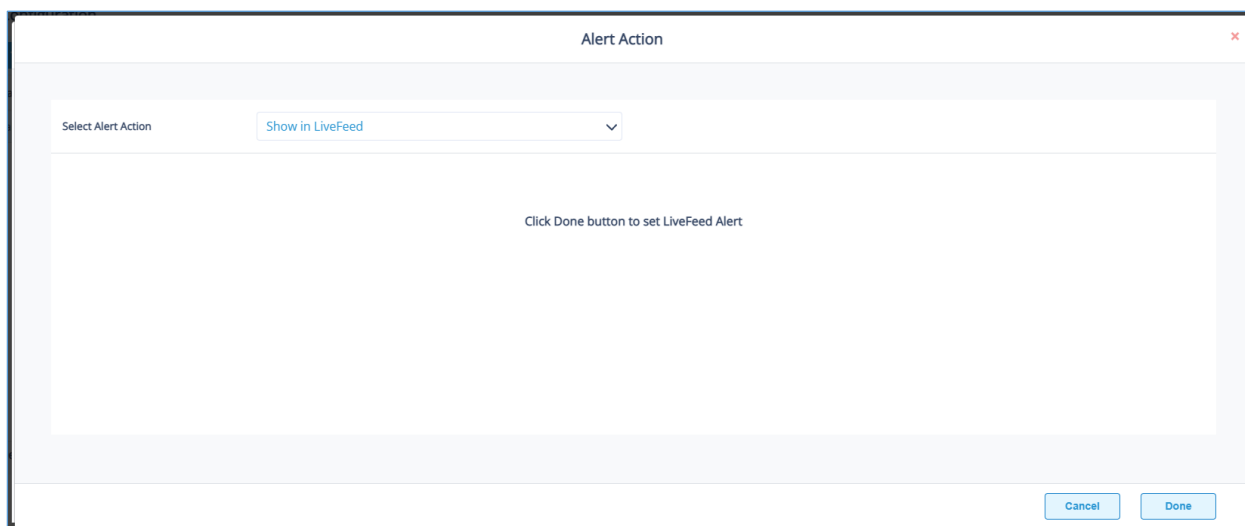 Alert Action
×
Select Alert Action
Show in LiveFeed
Click Done button to set LiveFeed Alert
Cancel
Done